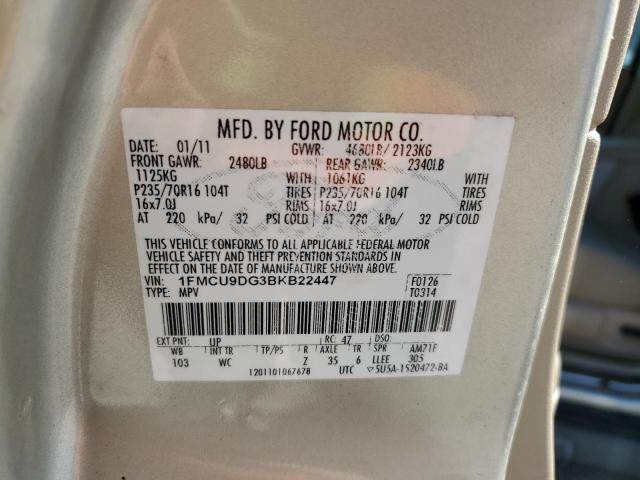 MFD. BY FORD MOTOR CO.
DATE: 01/11 GVWR: 4680LB/ 2123KG
FRONT GAWR: 2480LB REAR GAWR: 2340LB
1125KG WITH 1061KG WITH
P235/70R16 104T TIRES P235/70R16 104T TIRES
16x7.0J RIMS 16x7.0J RIMS
AT 220 kPa/ 32 PSI COLD AT 220 kPa/ 32 PSI COLD
THIS VEHICLE CONFORMS TO ALL APPLICABLE FEDERAL MOTOR
VEHICLE SAFETY AND THEFT PREVENTION STANDARDS IN
EFFECT ON THE DATE OF MANUFACTURE SHOWN ABOVE.
VIN: 1FMCU9DG3BKB22447 F0126
TYPE: MPV T0314
EXT PNT: UP RC: 47 DSO:
WB INT TR TP/PS R AXLE TR SPR AM71F
103 WC Z 35 6 LLEE 305
1201101067678 UTC ▽5U5A-1520472-BA